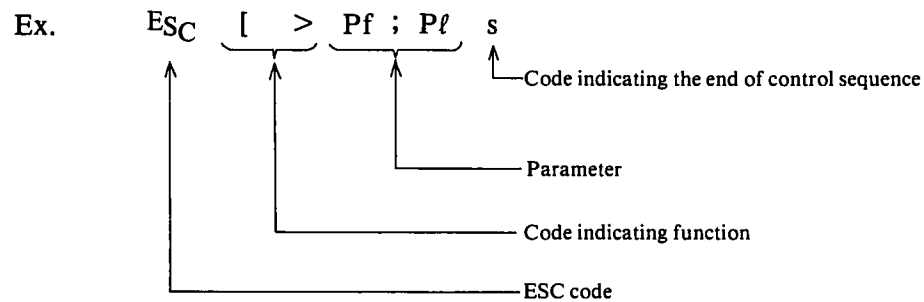 Ex. ESC [ > Pf ; Pℓ s
Code indicating the end of control sequence
Parameter
Code indicating function
ESC code